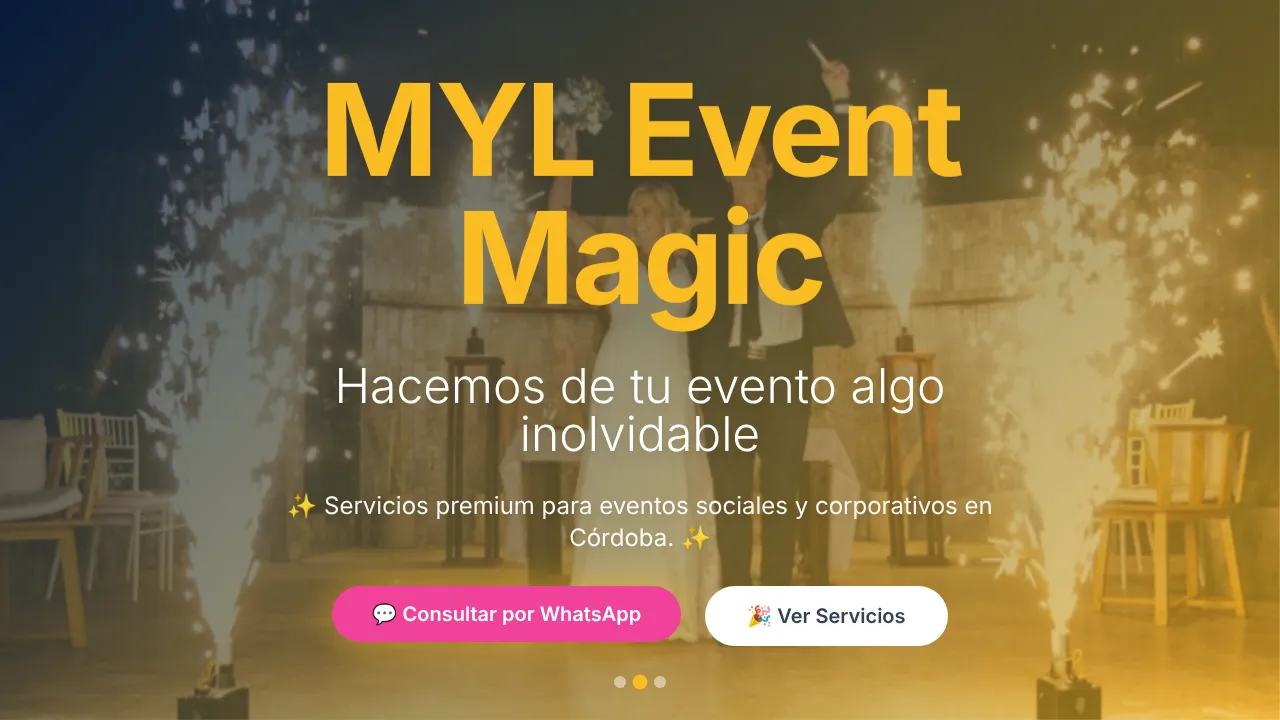 MYL Event
Magic
Hacemos de tu evento algo
inolvidable
✨ Servicios premium para eventos sociales y corporativos en
Córdoba. ✨
💬 Consultar por WhatsApp
🎉 Ver Servicios